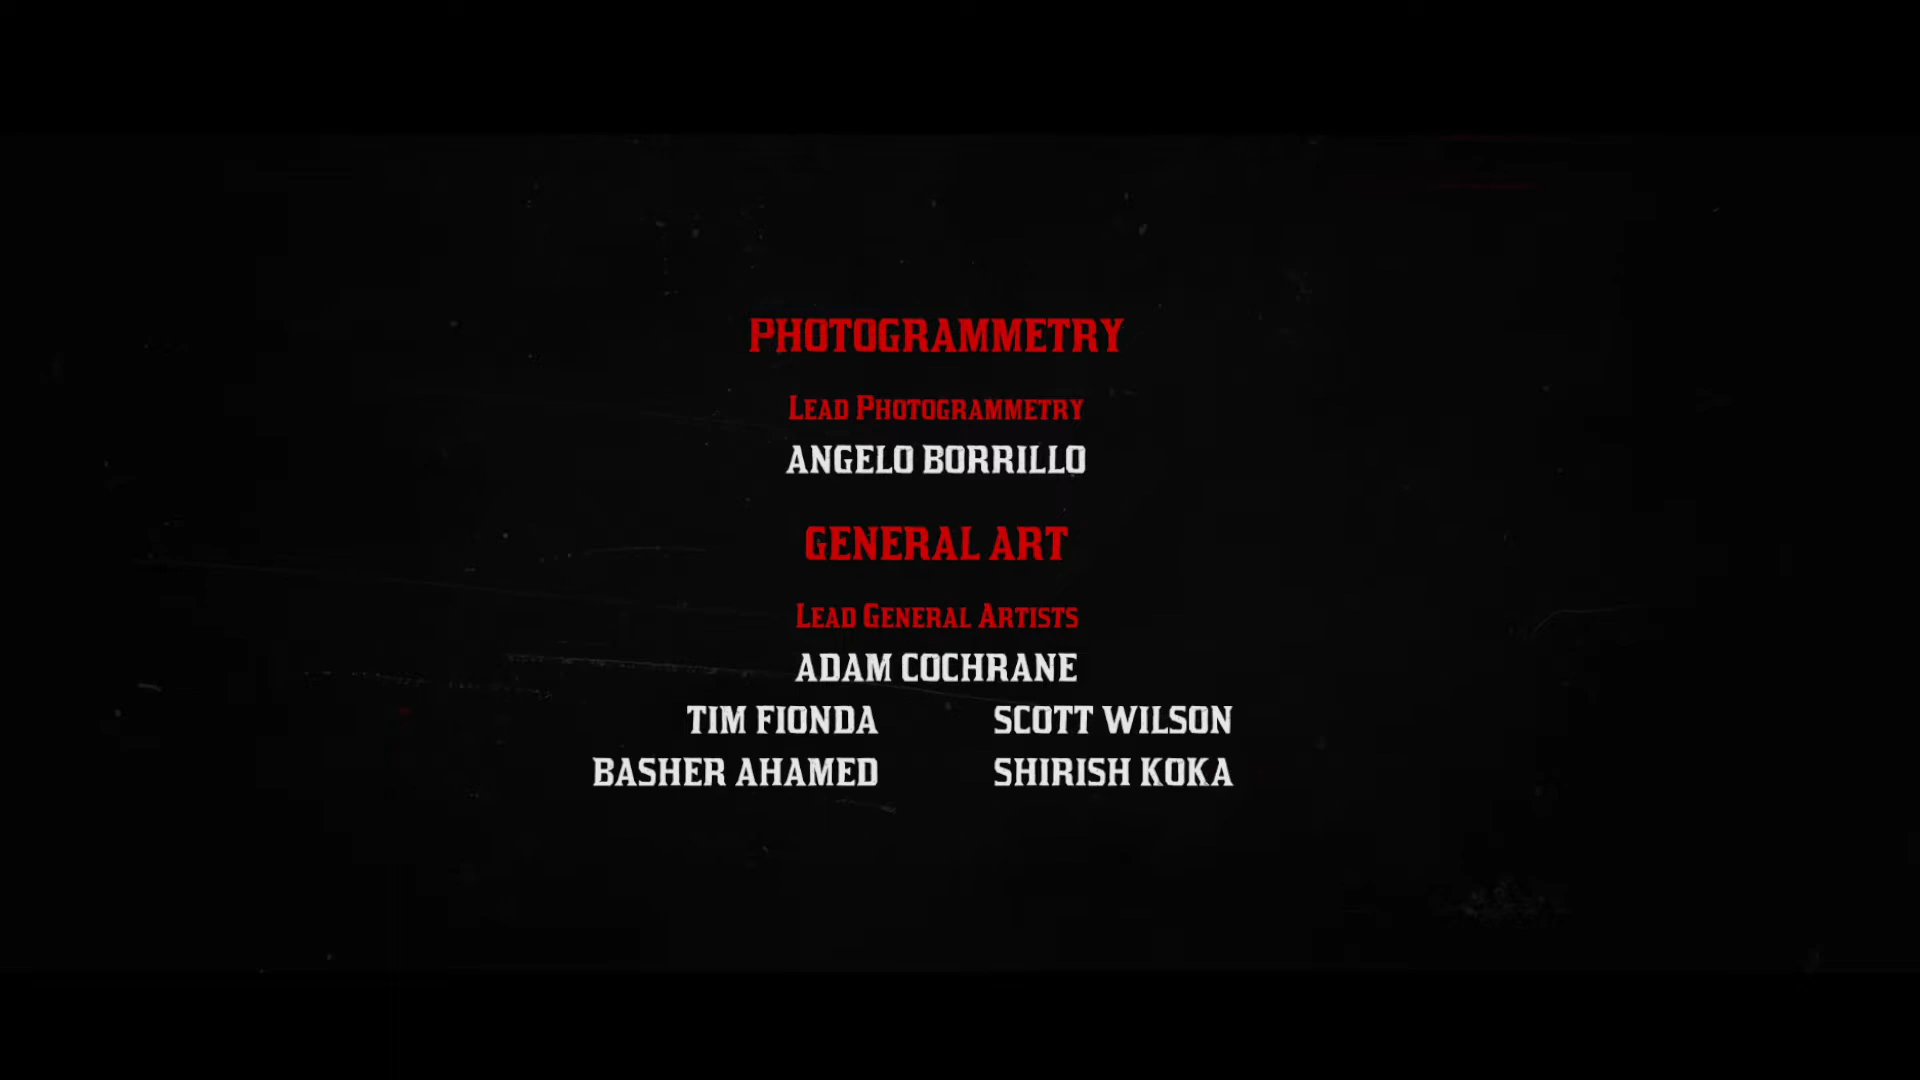 PHOTOGRAMMETRY
LEAD PHOTOGRAMMETRY
ANGELO BORRILLO
GENERAL ART
LEAD GENERAL ARTISTS
ADAM COCHRANE
TIM FIONDA SCOTT WILSON
BASHER AHAMED SHIRISH KOKA